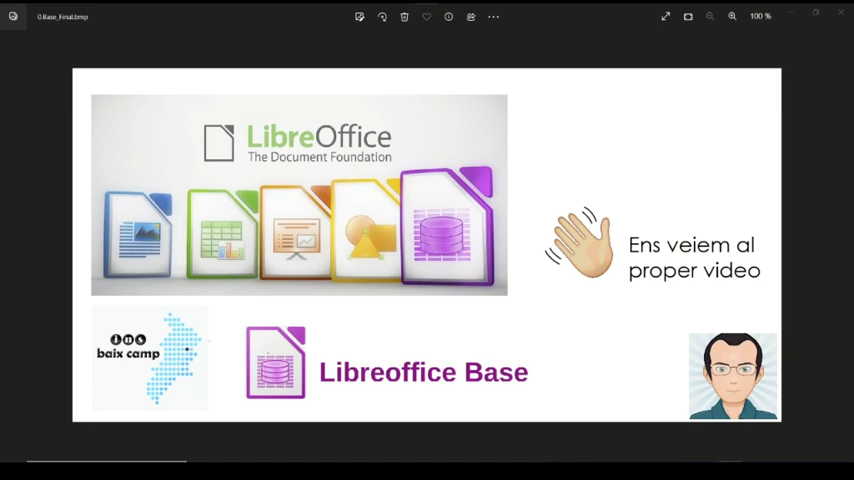 0.Base_Final.bmp
100 %
LibreOffice
The Document Foundation
Ens veiem al
proper video
ins
baix camp
Libreoffice Base